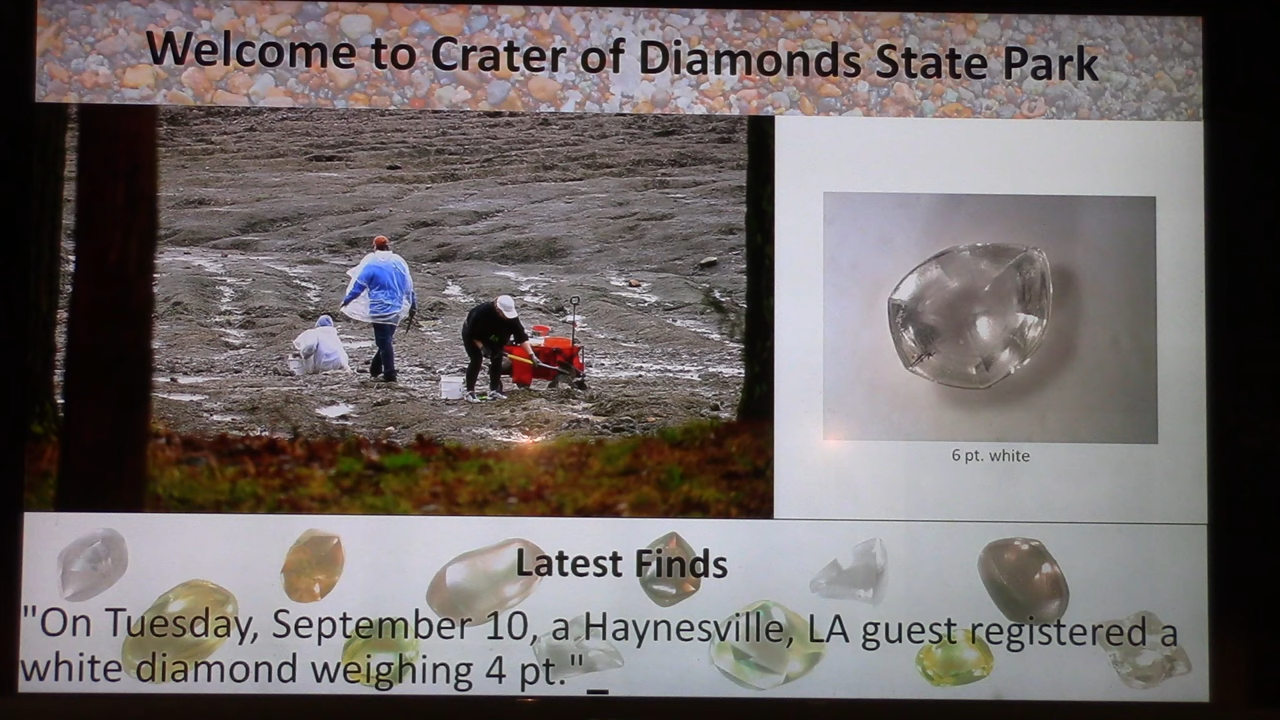 Welcome to Crater of Diamonds State Park
6 pt. white
Latest Finds
"On Tuesday, September 10, a Haynesville, LA guest registered a
white diamond weighing 4 pt."